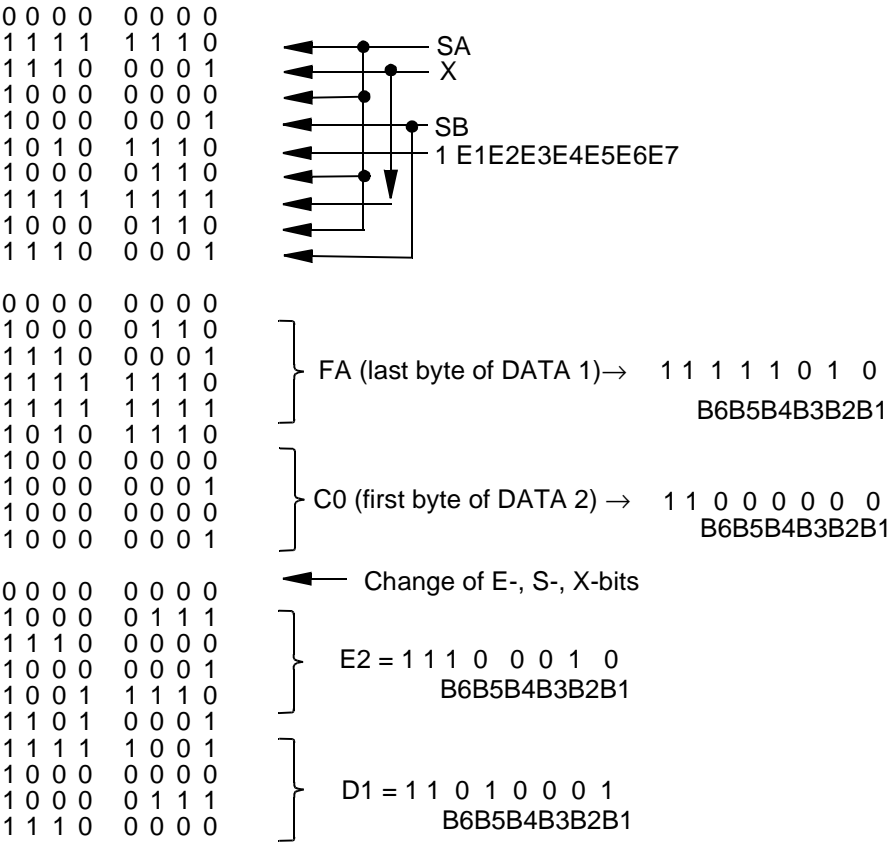 0 0 0 0 0 0 0 0
1 1 1 1 1 1 1 0 SA
1 1 1 0 0 0 0 1 X
1 0 0 0 0 0 0 0
1 0 0 0 0 0 0 1 SB
1 0 1 0 1 1 1 0 1 E1E2E3E4E5E6E7
1 0 0 0 0 1 1 0
1 1 1 1 1 1 1 1
1 0 0 0 0 1 1 0
1 1 1 0 0 0 0 1
0 0 0 0 0 0 0 0
1 0 0 0 0 1 1 0
1 1 1 0 0 0 0 1
FA (last byte of DATA 1)→ 1 1 1 1 1 0 1 0
1 1 1 1 1 1 1 0
B6B5B4B3B2B1
1 1 1 1 1 1 1 1
1 0 1 0 1 1 1 0
1 0 0 0 0 0 0 0
1 0 0 0 0 0 0 1
C0 (first byte of DATA 2) → 1 1 0 0 0 0 0 0
1 0 0 0 0 0 0 0
B6B5B4B3B2B1
1 0 0 0 0 0 0 1
Change of E-, S-, X-bits
0 0 0 0 0 0 0 0
1 0 0 0 0 1 1 1
1 1 1 0 0 0 0 0
E2 = 1 1 1 0 0 0 1 0
1 0 0 0 0 0 0 1
B6B5B4B3B2B1
1 0 0 1 1 1 1 0
1 1 0 1 0 0 0 1
1 1 1 1 1 0 0 1
1 0 0 0 0 0 0 0
D1 = 1 1 0 1 0 0 0 1
1 0 0 0 0 1 1 1
B6B5B4B3B2B1
1 1 1 0 0 0 0 0